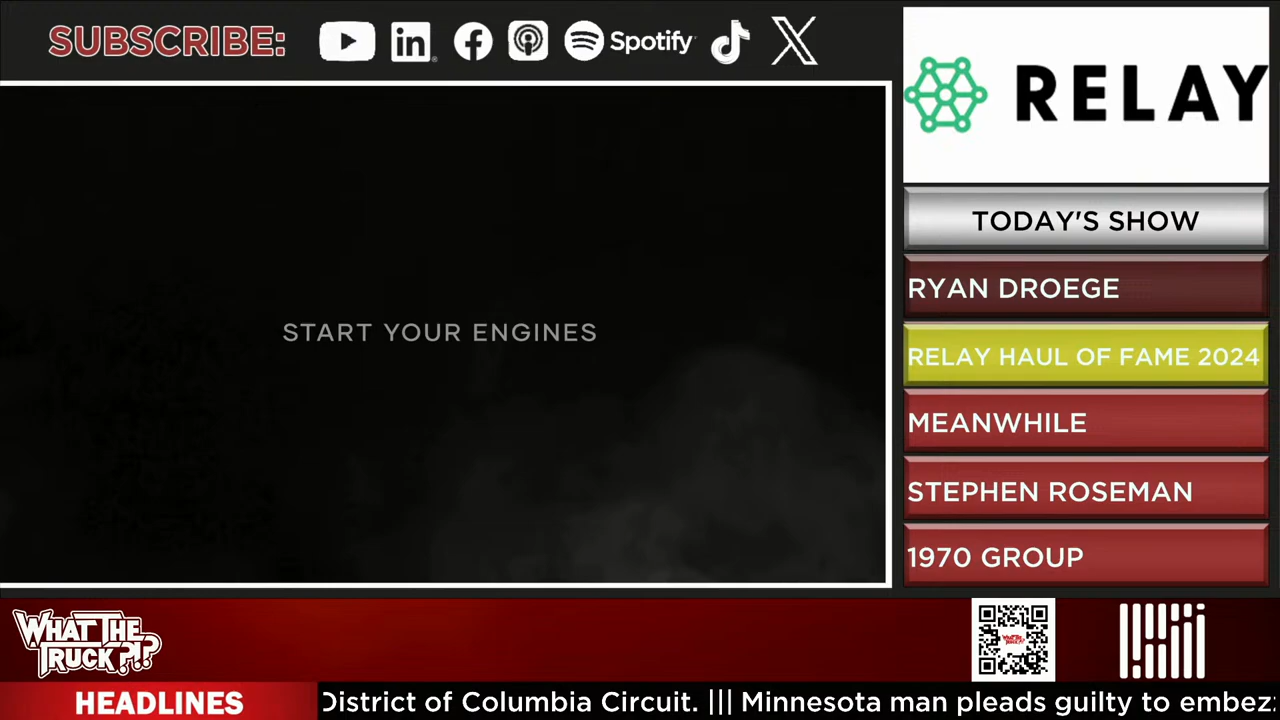 SUBSCRIBE:
Spotify
RELAY
TODAY'S SHOW
RYAN DROEGE
RELAY HAUL OF FAME 2024
MEANWHILE
STEPHEN ROSEMAN
1970 GROUP
START YOUR ENGINES
WHAT THE
TRUCK?!?
HEADLINES
District of Columbia Circuit. ||| Minnesota man pleads guilty to embez